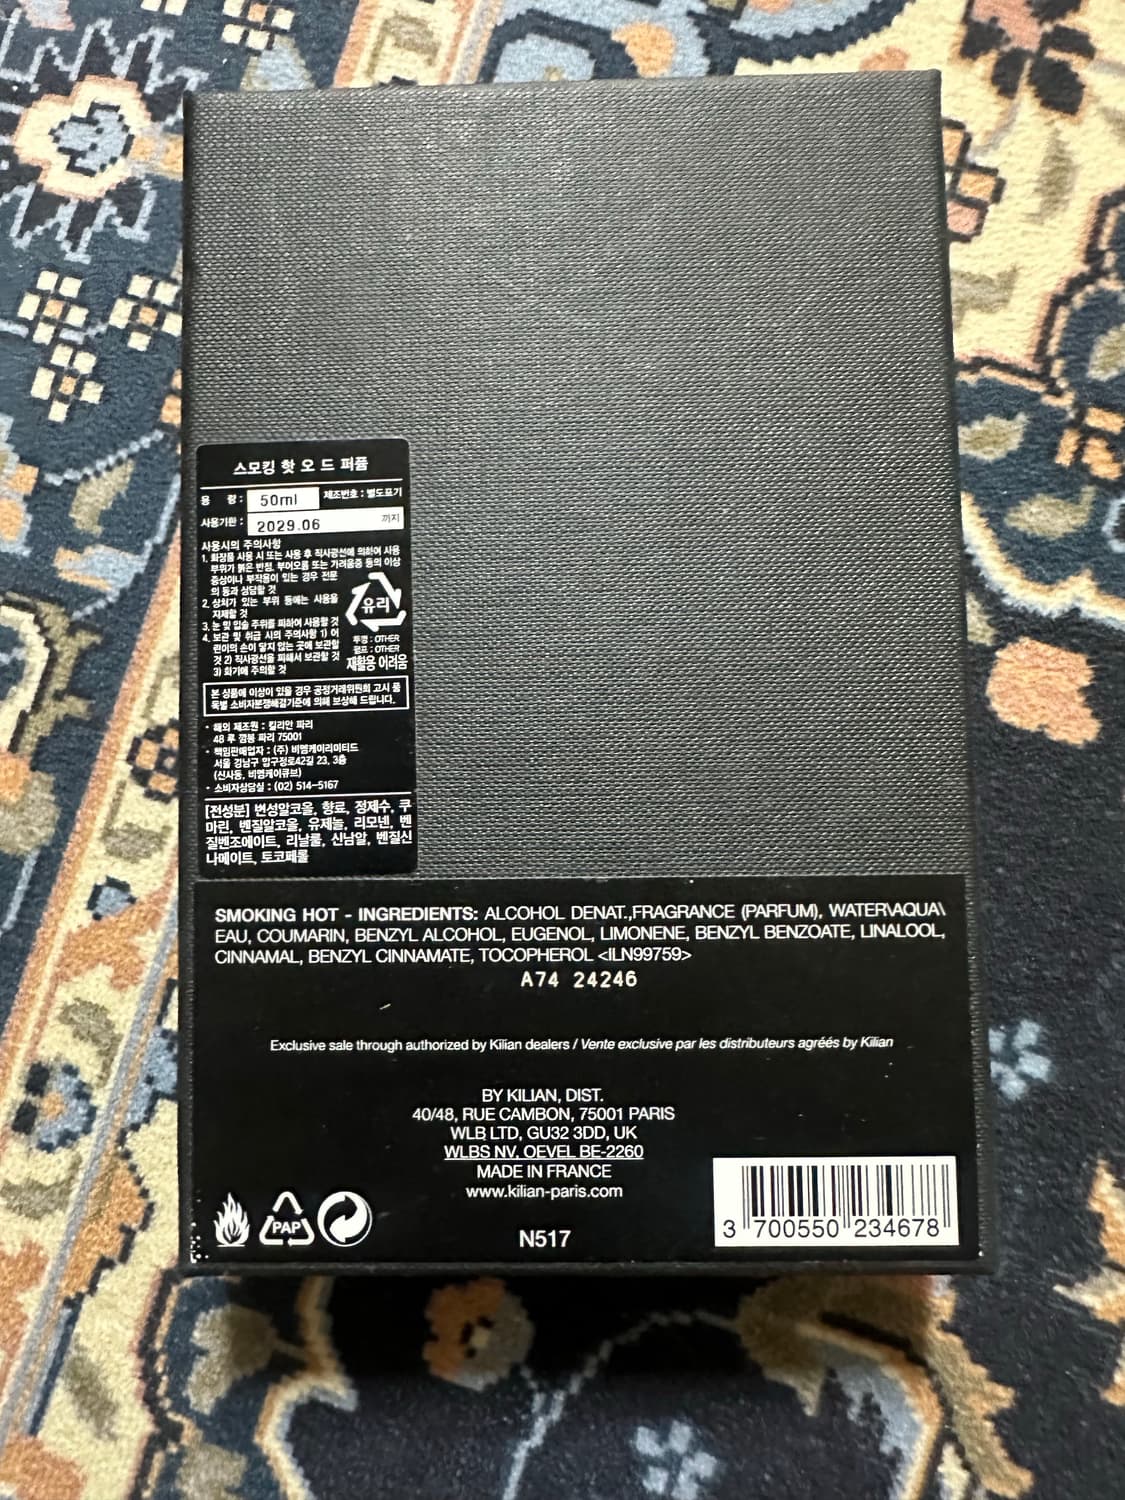 스모킹 핫 오 드 퍼퓸
용 량 : 50ml 제조번호 : 별도표기
사용기한 : 2029.06 까지
사용시의 주의사항
1. 화장품 사용 시 또는 사용 후 직사광선에 의하여 사용
부위가 붉은 반점, 부어오름 또는 가려움증 등의 이상
증상이나 부작용이 있는 경우 전문
의 등과 상담할 것
2. 상처가 있는 부위 등에는 사용을
자제할 것
3. 눈 및 입술 주위를 피하여 사용할 것
4. 보관 및 취급 시의 주의사항 1) 어
린이의 손이 닿지 않는 곳에 보관할
것 2) 직사광선을 피해서 보관할 것
3) 화기에 주의할 것
유리
뚜껑 : OTHER
펌프 : OTHER
재활용 어려움
본 상품에 이상이 있을 경우 공정거래위원회 고시 품
목별 소비자분쟁해결기준에 의해 보상해 드립니다.
• 해외 제조원 : 킬리안 파리
48 루 깜봉 파리 75001
• 책임판매업자 : (주) 비엠케이리미티드
서울 강남구 압구정로42길 23, 3층
(신사동, 비엠케이큐브)
• 소비자상담실 : (02) 514-5167
[전성분] 변성알코올, 향료, 정제수, 쿠
마린, 벤질알코올, 유제놀, 리모넨, 벤
질벤조에이트, 리날룰, 신남알, 벤질신
나메이트, 토코페롤
SMOKING HOT - INGREDIENTS: ALCOHOL DENAT.,FRAGRANCE (PARFUM), WATER\AQUA\
EAU, COUMARIN, BENZYL ALCOHOL, EUGENOL, LIMONENE, BENZYL BENZOATE, LINALOOL,
CINNAMAL, BENZYL CINNAMATE, TOCOPHEROL <ILN99759>
A74 24246
Exclusive sale through authorized by Kilian dealers / Vente exclusive par les distributeurs agréés by Kilian
BY KILIAN, DIST.
40/48, RUE CAMBON, 75001 PARIS
WLB LTD, GU32 3DD, UK
WLBS NV, OEVEL BE-2260
MADE IN FRANCE
www.kilian-paris.com
PAP
N517
3 700550 234678